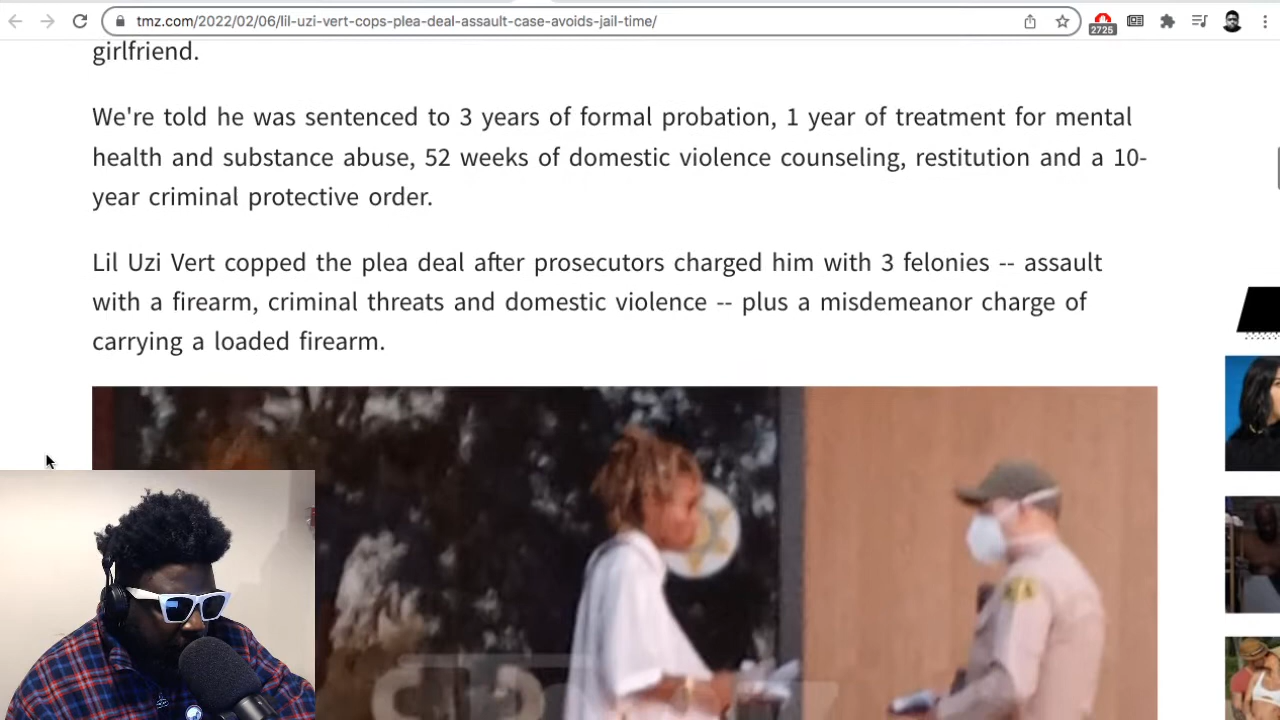 tmz.com/2022/02/06/lil-uzi-vert-cops-plea-deal-assault-case-avoids-jail-time/
2725
girlfriend.
We're told he was sentenced to 3 years of formal probation, 1 year of treatment for mental
health and substance abuse, 52 weeks of domestic violence counseling, restitution and a 10-
year criminal protective order.
Lil Uzi Vert copped the plea deal after prosecutors charged him with 3 felonies -- assault
with a firearm, criminal threats and domestic violence -- plus a misdemeanor charge of
carrying a loaded firearm.